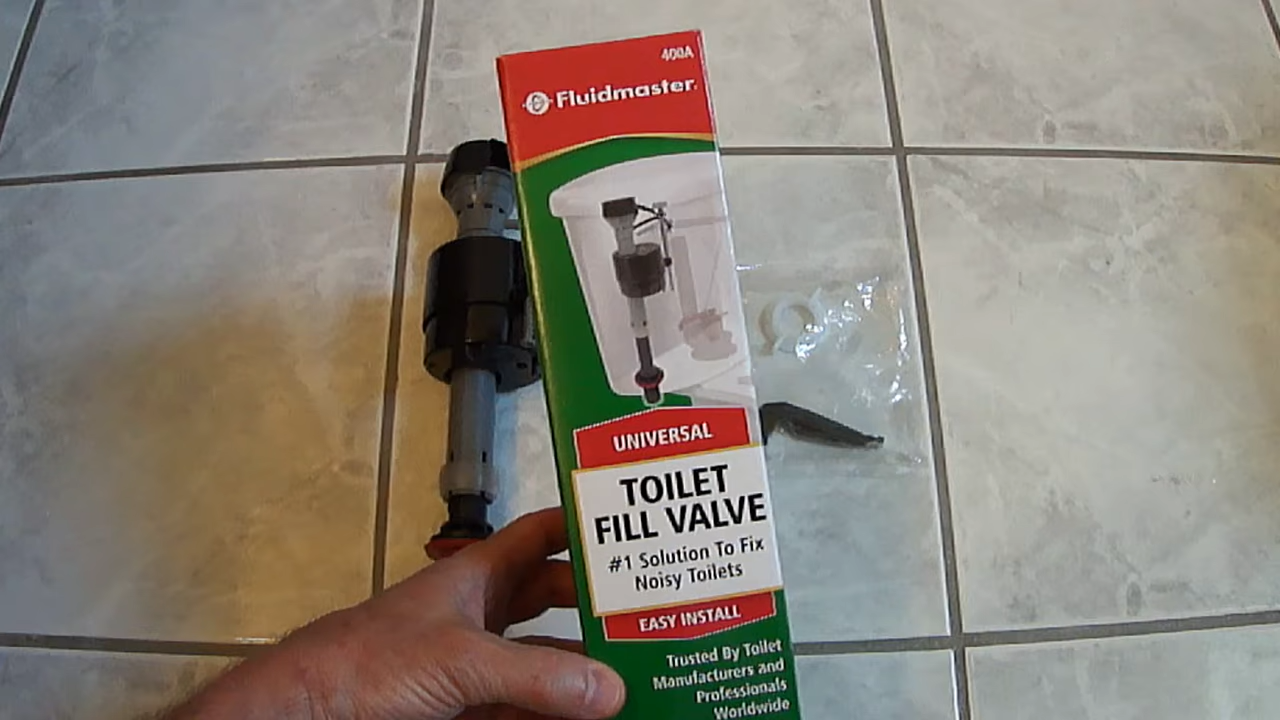 400A
Fluidmaster
UNIVERSAL
TOILET
FILL VALVE
#1 Solution To Fix
Noisy Toilets
EASY INSTALL
Trusted By Toilet
Manufacturers and
Professionals
Worldwide